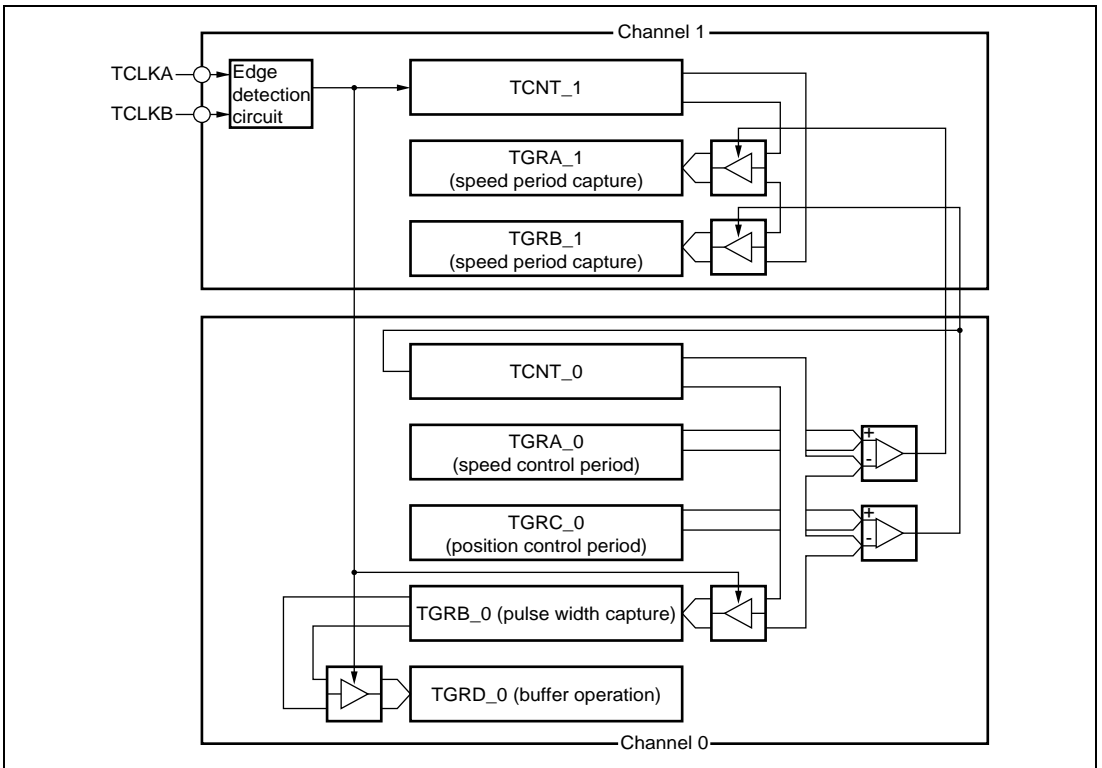 Channel 1
TCLKA
TCLKB
Edge
detection
circuit
TCNT_1
TGRA_1
(speed period capture)
TGRB_1
(speed period capture)
TCNT_0
TGRA_0
(speed control period)
+
-
TGRC_0
(position control period)
+
-
TGRB_0 (pulse width capture)
TGRD_0 (buffer operation)
Channel 0